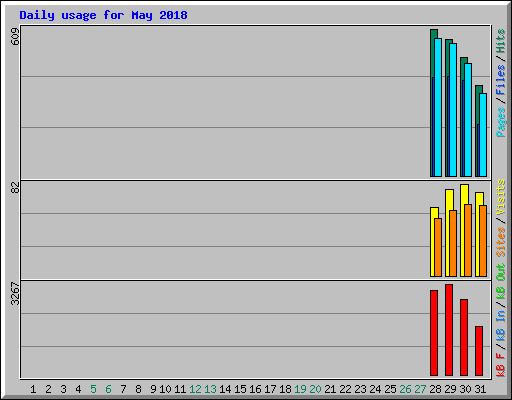 Daily usage for May 2018
609
Pages/Files/Hits
82
Sites/Visits
3267
kB F/kB In/kB Out
1 2 3 4 5 6 7 8 9 10 11 12 13 14 15 16 17 18 19 20 21 22 23 24 25 26 27 28 29 30 31